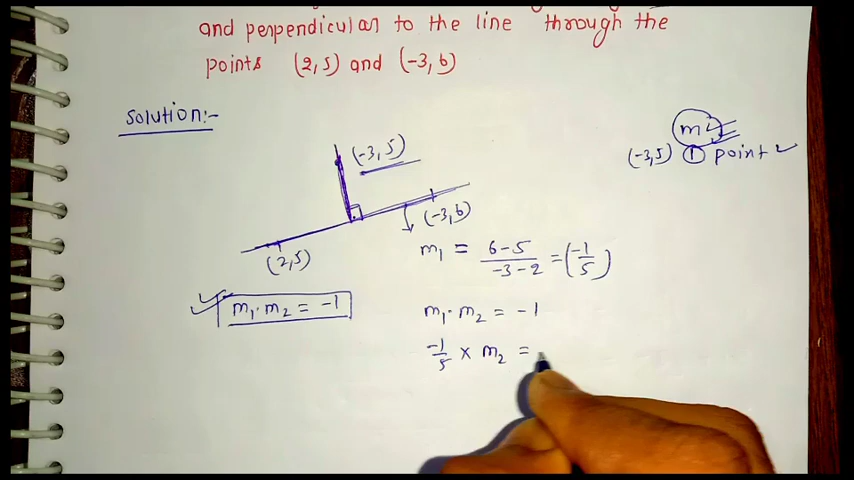 and perpendicular to the line through the
points (2,5) and (-3,6)
Solution:-
m2
(-3,5) ① point
(-3,5)
(-3,6)
(2,5)
m₁ = 6-5/-3-2 = (-1/5)
m₁·m₂ = -1
m₁·m₂ = -1
-1/5 × m₂ =